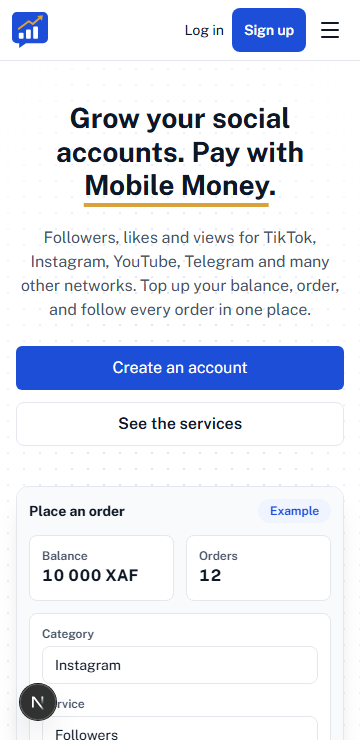 Log in
Sign up
Grow your social
accounts. Pay with
Mobile Money.
Followers, likes and views for TikTok,
Instagram, YouTube, Telegram and many
other networks. Top up your balance, order,
and follow every order in one place.
Create an account
See the services
Place an order
Example
Balance
Orders
10 000 XAF
12
Category
Instagram
N
Followers